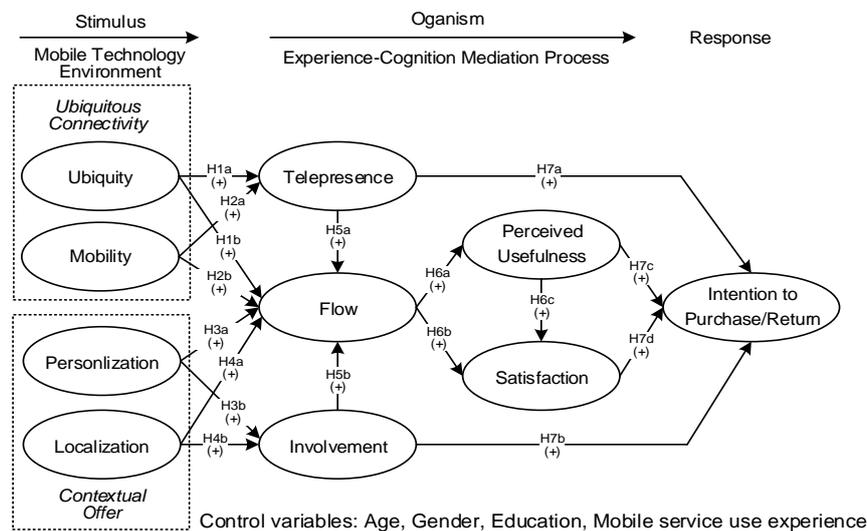 Stimulus
Oganism
Response
Mobile Technology
Environment
Experience-Cognition Mediation Process
Ubiquitous
Connectivity
Ubiquity
Mobility
Personlization
Localization
Contextual
Offer
H1a
(+)
H2a
(+)
H1b
(+)
H2b
(+)
H3a
(+)
H4a
(+)
H3b
(+)
H4b
(+)
Telepresence
H5a
(+)
Flow
H5b
(+)
Involvement
H6a
(+)
H6b
(+)
Perceived
Usefulness
H6c
(+)
Satisfaction
H7a
(+)
H7c
(+)
H7d
(+)
H7b
(+)
Intention to
Purchase/Return
Control variables: Age, Gender, Education, Mobile service use experience